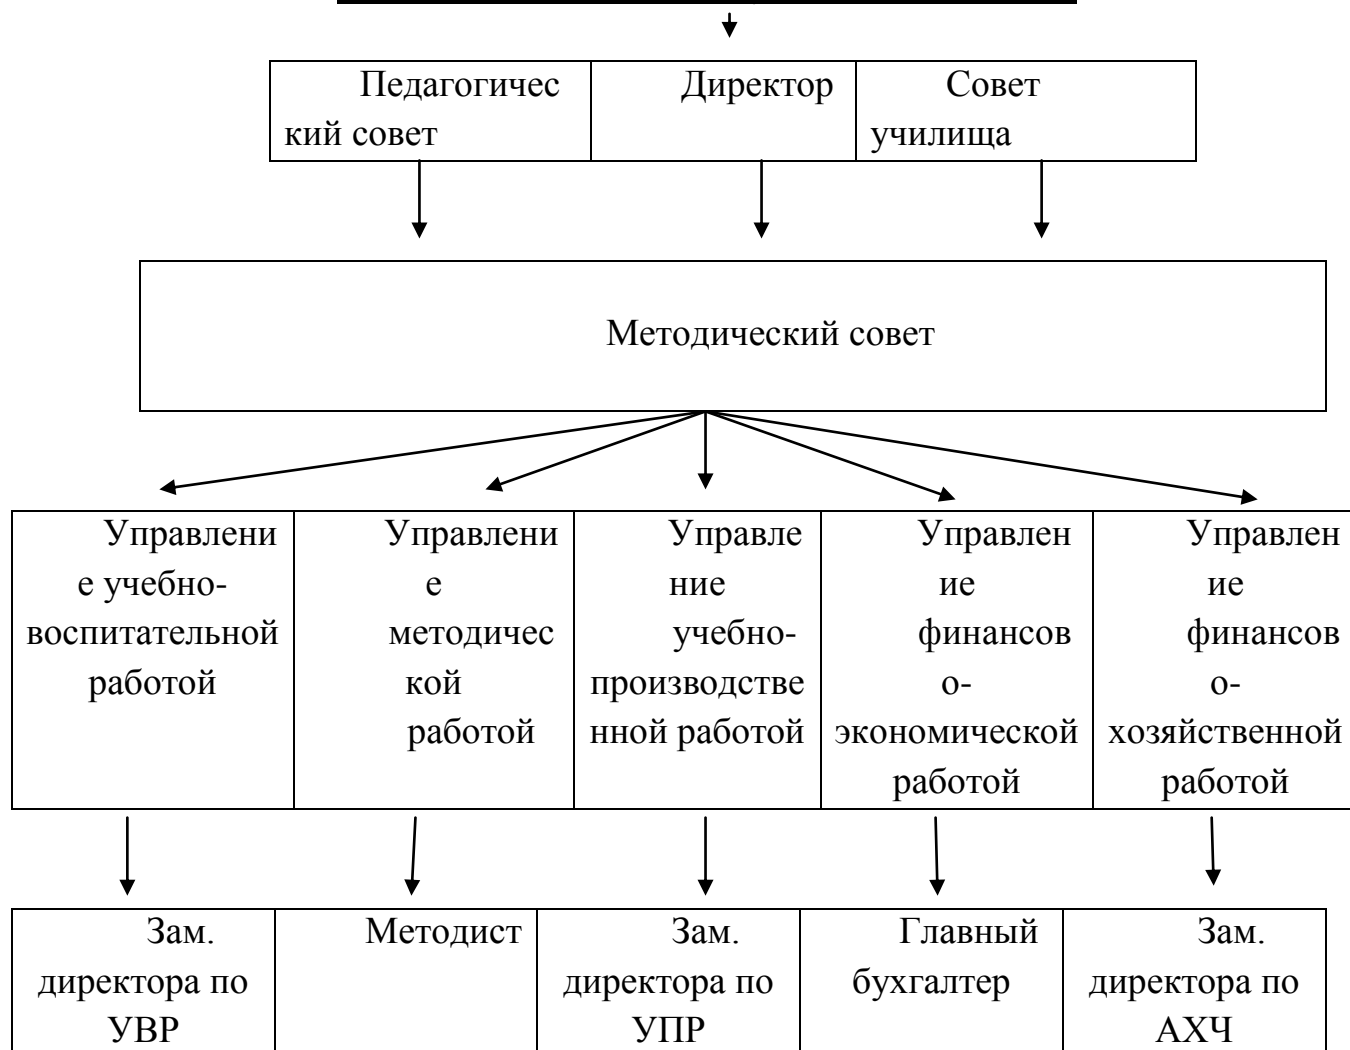 Педагогичес
кий совет
Директор
Совет
училища
Методический совет
Управлени
е учебно-
воспитательной
работой
Управлени
е
методичес
кой
работой
Управле
ние
учебно-
производстве
нной работой
Управлен
ие
финансов
о-
экономической
работой
Управлен
ие
финансов
о-
хозяйственной
работой
Зам.
директора по
УВР
Методист
Зам.
директора по
УПР
Главный
бухгалтер
Зам.
директора по
АХЧ